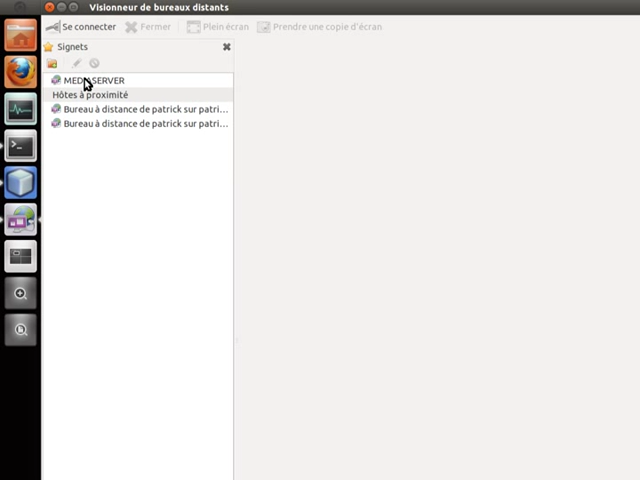 Visionneur de bureaux distants
Se connecter Fermer Plein écran Prendre une copie d'écran
Signets
Hôtes à proximité
Bureau à distance de patrick sur patri...
Bureau à distance de patrick sur patri...